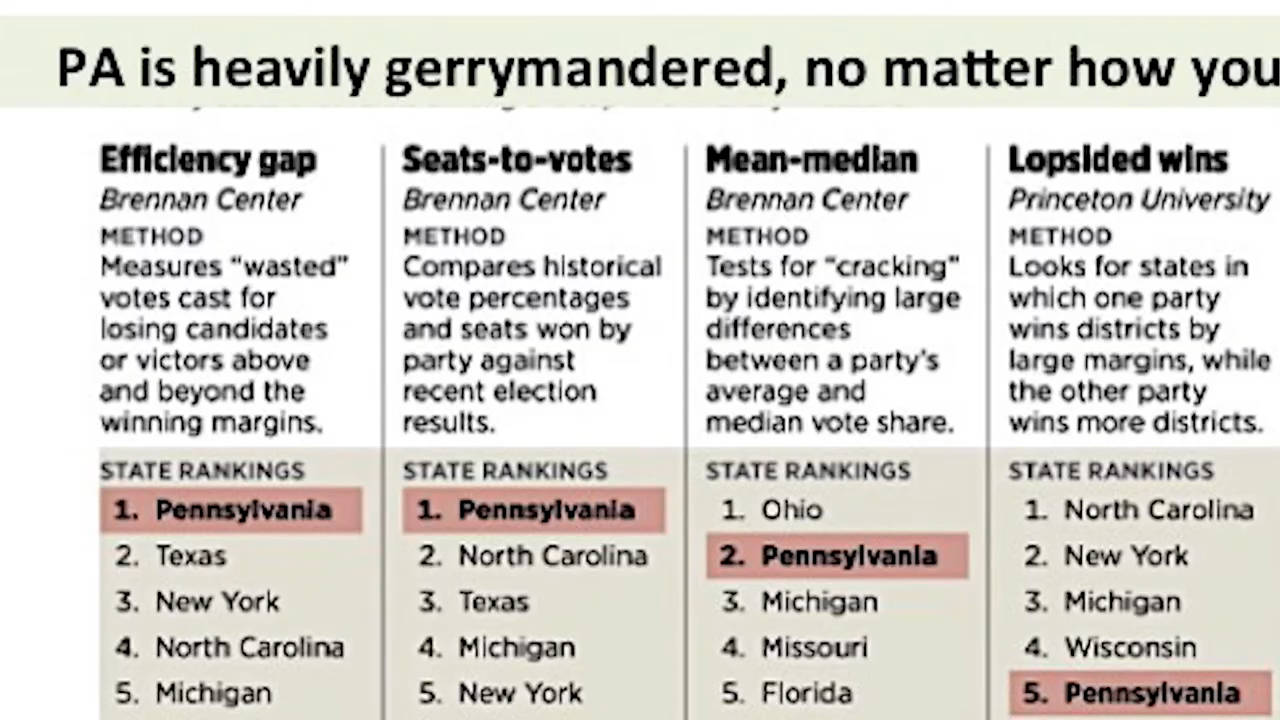 PA is heavily gerrymandered, no matter how you
Efficiency gap
Brennan Center
METHOD
Measures “wasted”
votes cast for
losing candidates
or victors above
and beyond the
winning margins.
STATE RANKINGS
1. Pennsylvania
2. Texas
3. New York
4. North Carolina
5. Michigan
Seats-to-votes
Brennan Center
METHOD
Compares historical
vote percentages
and seats won by
party against
recent election
results.
STATE RANKINGS
1. Pennsylvania
2. North Carolina
3. Texas
4. Michigan
5. New York
Mean-median
Brennan Center
METHOD
Tests for “cracking”
by identifying large
differences
between a party’s
average and
median vote share.
STATE RANKINGS
1. Ohio
2. Pennsylvania
3. Michigan
4. Missouri
5. Florida
Lopsided wins
Princeton University
METHOD
Looks for states in
which one party
wins districts by
large margins, while
the other party
wins more districts.
STATE RANKINGS
1. North Carolina
2. New York
3. Michigan
4. Wisconsin
5. Pennsylvania